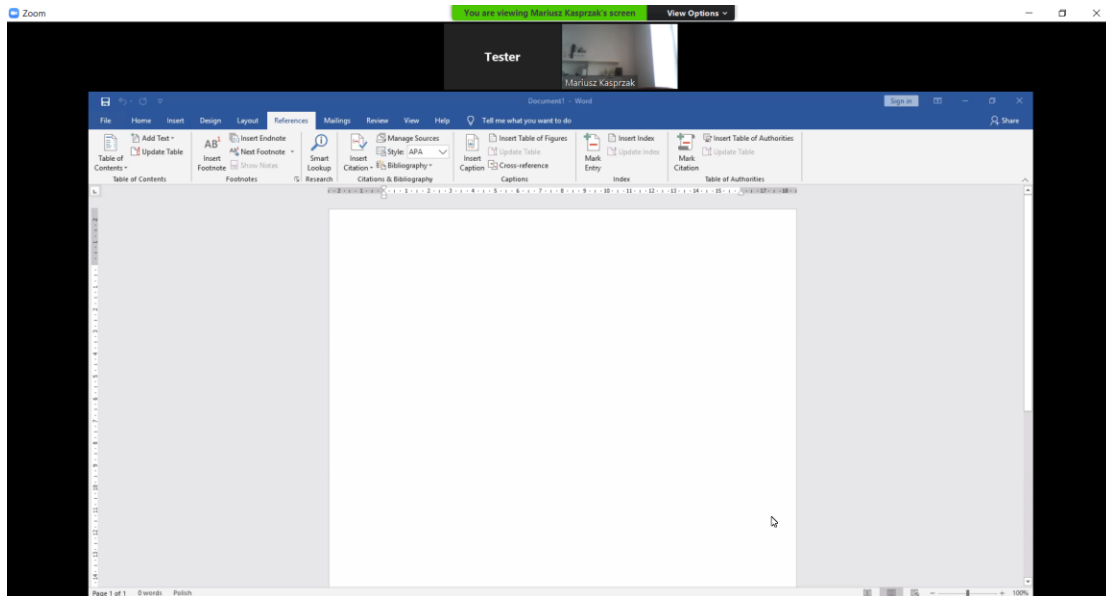 Zoom
You are viewing Mariusz Kasprzak's screen View Options
Tester
Mariusz Kasprzak
Document1 - Word
Sign in
File Home Insert Design Layout References Mailings Review View Help Tell me what you want to do Share
Table of Contents
Add Text
Update Table
Table of Contents
AB1 Insert Footnote
Insert Endnote
Next Footnote
Show Notes
Footnotes
Smart Lookup
Research
Insert Citation
Manage Sources
Style: APA
Bibliography
Citations & Bibliography
Insert Caption
Insert Table of Figures
Update Table
Cross-reference
Captions
Mark Entry
Insert Index
Update Index
Index
Mark Citation
Insert Table of Authorities
Update Table
Table of Authorities
Page 1 of 1 0 words Polish
100%